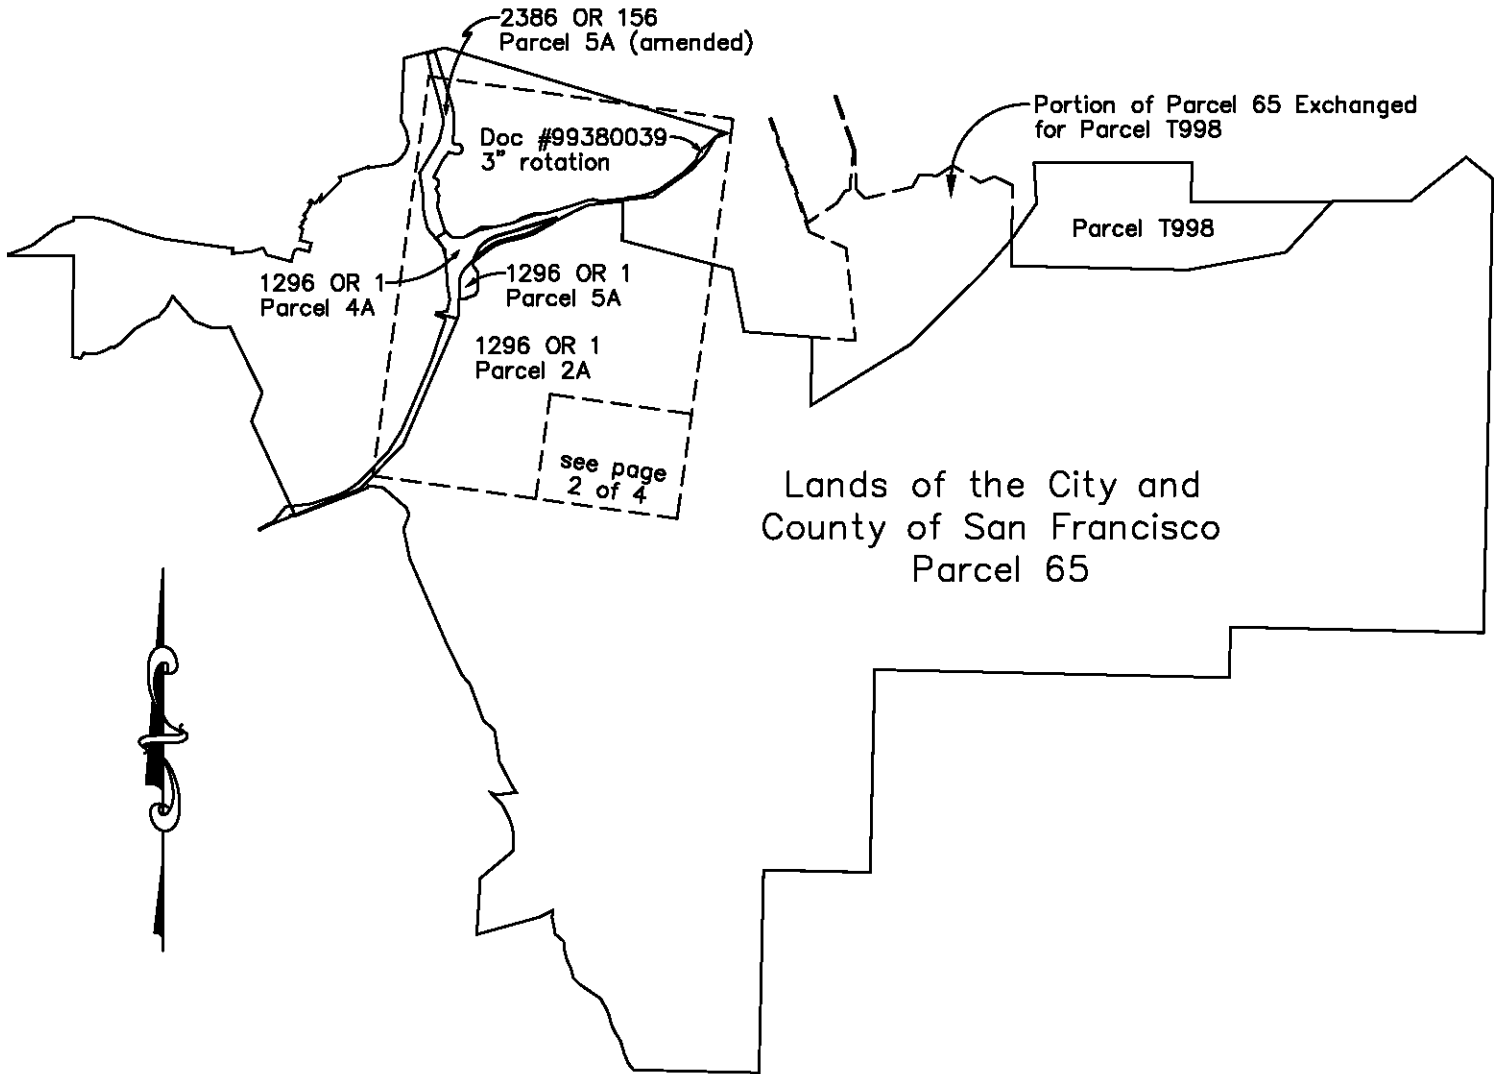 2386 OR 156
Parcel 5A (amended)
Doc #99380039
3" rotation
Portion of Parcel 65 Exchanged
for Parcel T998
Parcel T998
1296 OR 1
Parcel 4A
1296 OR 1
Parcel 5A
1296 OR 1
Parcel 2A
see page
2 of 4
Lands of the City and
County of San Francisco
Parcel 65